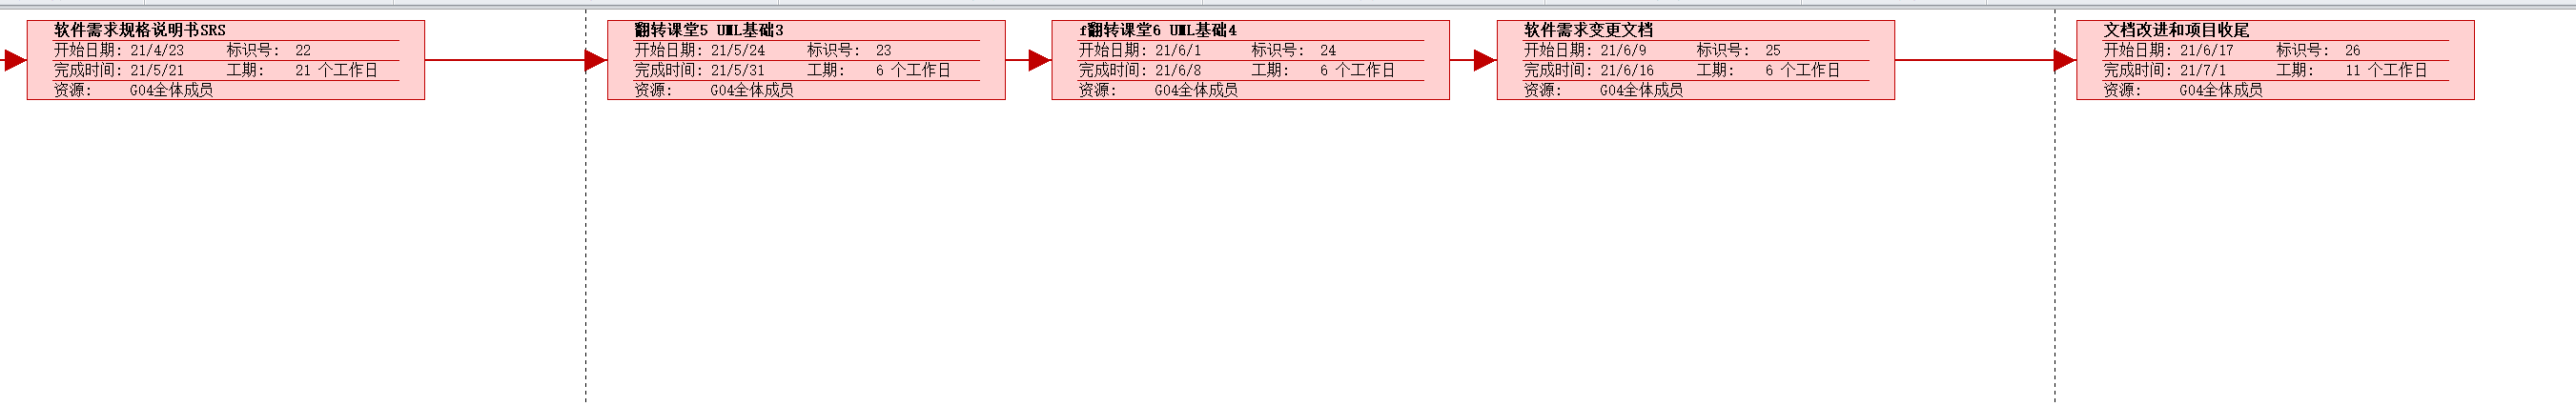 软件需求规格说明书SRS
开始日期: 21/4/23 标识号: 22
完成时间: 21/5/21 工期: 21 个工作日
资源: G04全体成员
翻转课堂5 UML基础3
开始日期: 21/5/24 标识号: 23
完成时间: 21/5/31 工期: 6 个工作日
资源: G04全体成员
f翻转课堂6 UML基础4
开始日期: 21/6/1 标识号: 24
完成时间: 21/6/8 工期: 6 个工作日
资源: G04全体成员
软件需求变更文档
开始日期: 21/6/9 标识号: 25
完成时间: 21/6/16 工期: 6 个工作日
资源: G04全体成员
文档改进和项目收尾
开始日期: 21/6/17 标识号: 26
完成时间: 21/7/1 工期: 11 个工作日
资源: G04全体成员